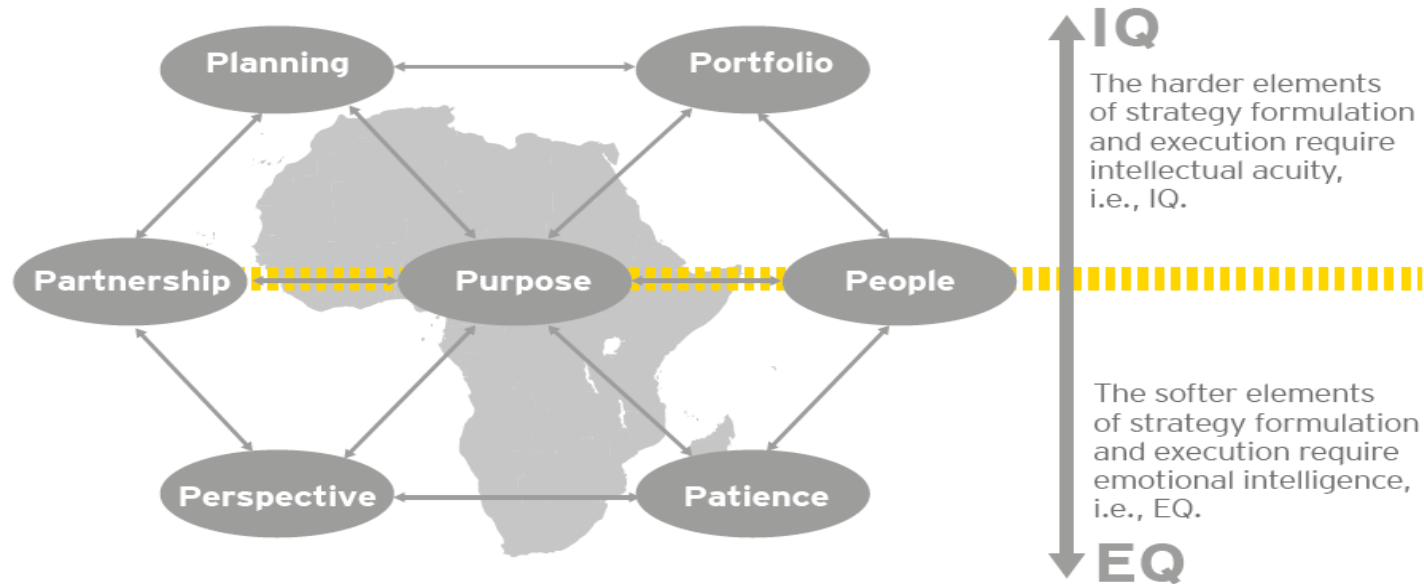 Planning
Portfolio
Partnership
Purpose
People
Perspective
Patience
IQ
The harder elements
of strategy formulation
and execution require
intellectual acuity,
i.e., IQ.
The softer elements
of strategy formulation
and execution require
emotional intelligence,
i.e., EQ.
EQ